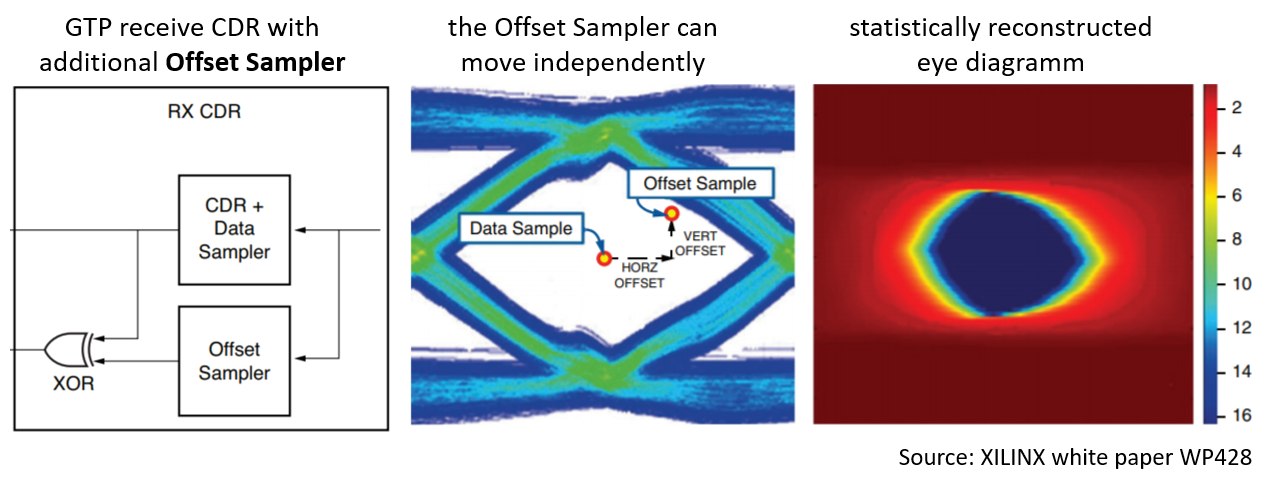 GTP receive CDR with
additional Offset Sampler
the Offset Sampler can
move independently
statistically reconstructed
eye diagramm
RX CDR
CDR +
Data
Sampler
Offset
Sampler
XOR
Offset Sample
Data Sample
VERT
OFFSET
HORZ
OFFSET
2
4
6
8
10
12
14
16
Source: XILINX white paper WP428